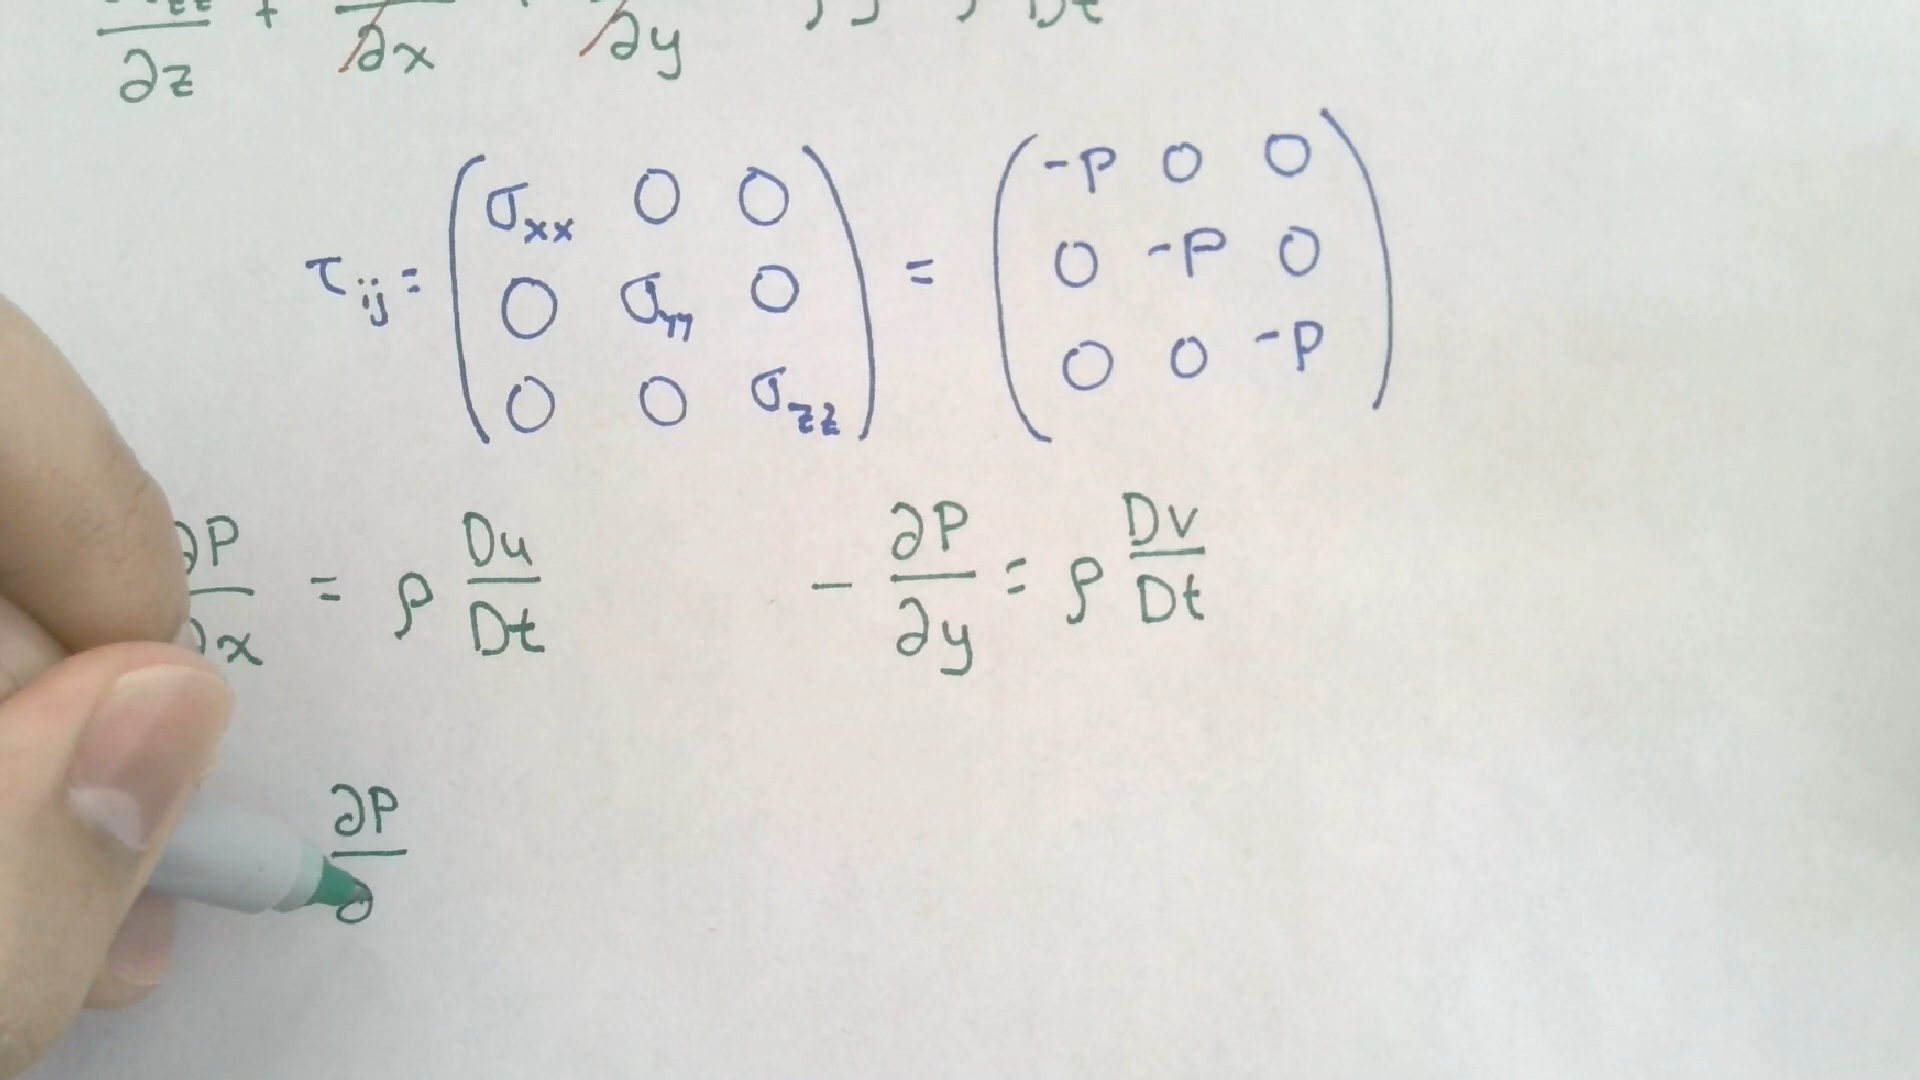 ∂z + ∂x ∂y Dt
τij = (σxx 0 0
0 σyy 0
0 0 σzz) = (-P 0 0
0 -P 0
0 0 -P)
∂P/∂x = ρ Du/Dt - ∂P/∂y = ρ Dv/Dt
∂P/∂